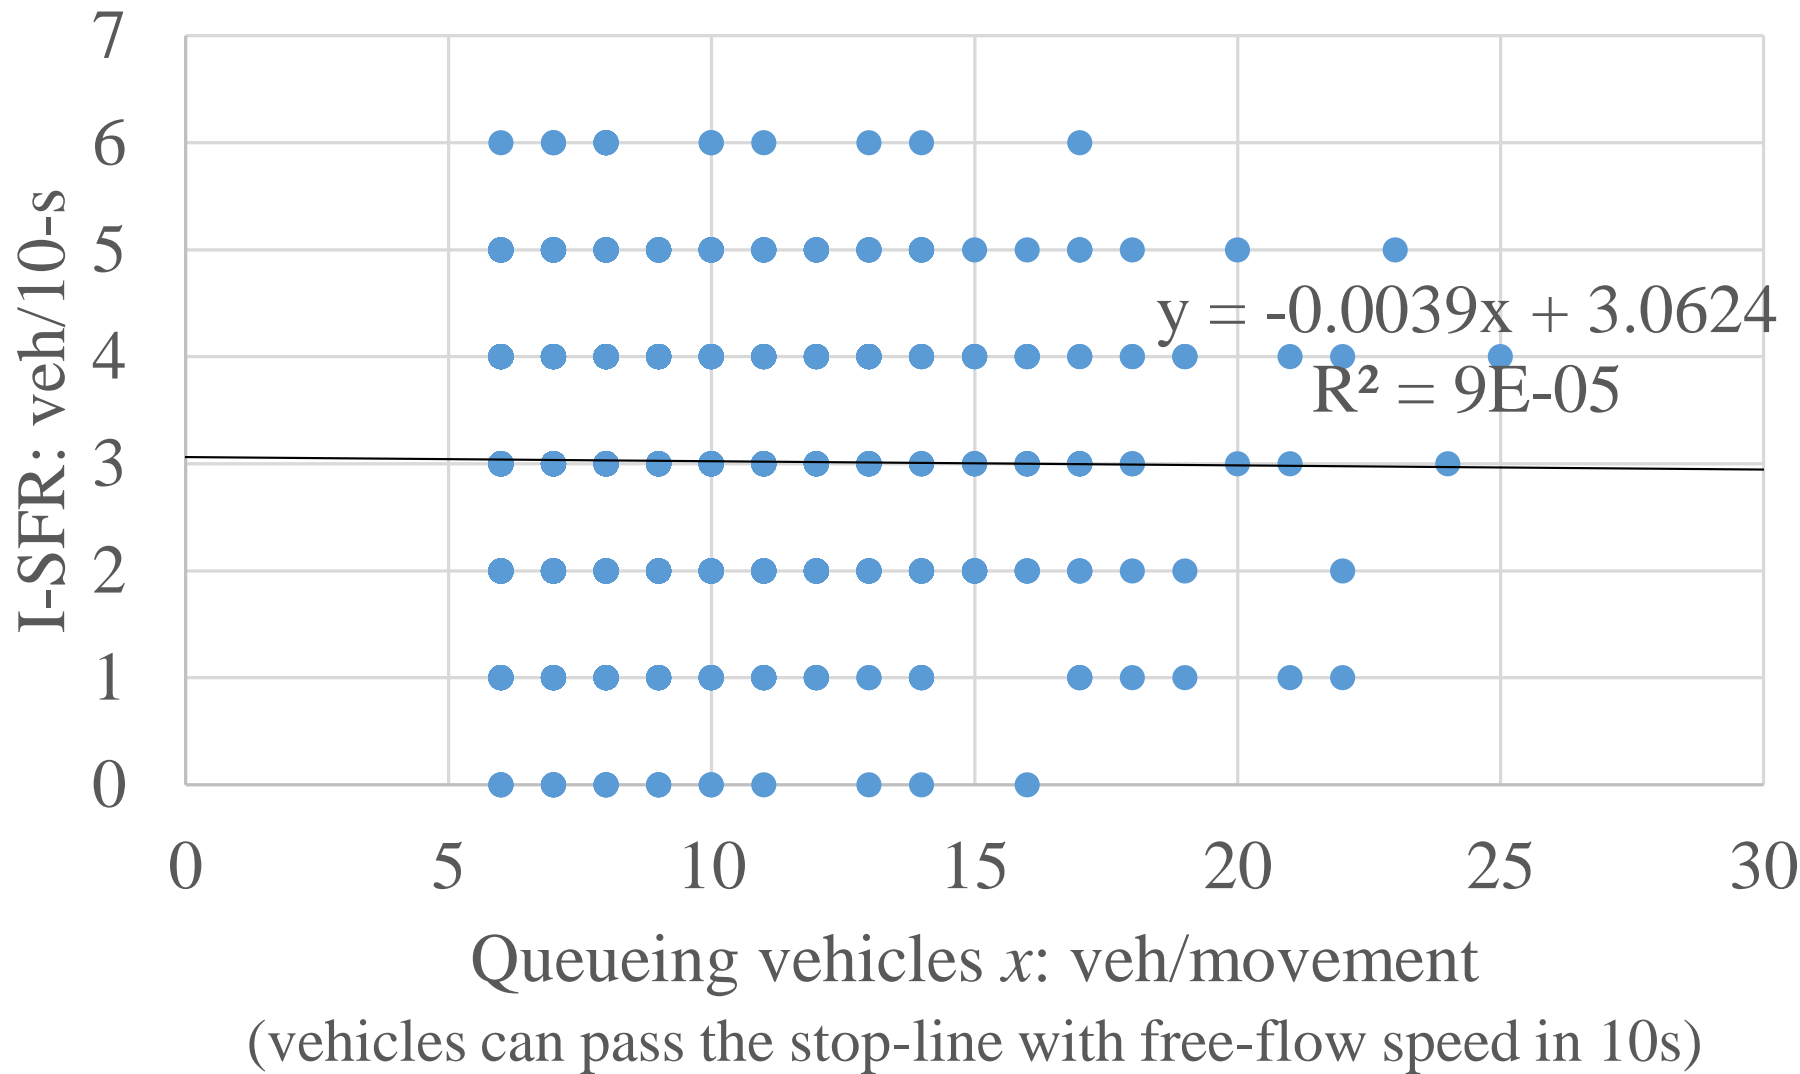 7
6
5
4
3
2
1
0
I-SFR: veh/10-s
y = -0.0039x + 3.0624
R² = 9E-05
0 5 10 15 20 25 30
Queueing vehicles x: veh/movement
(vehicles can pass the stop-line with free-flow speed in 10s)